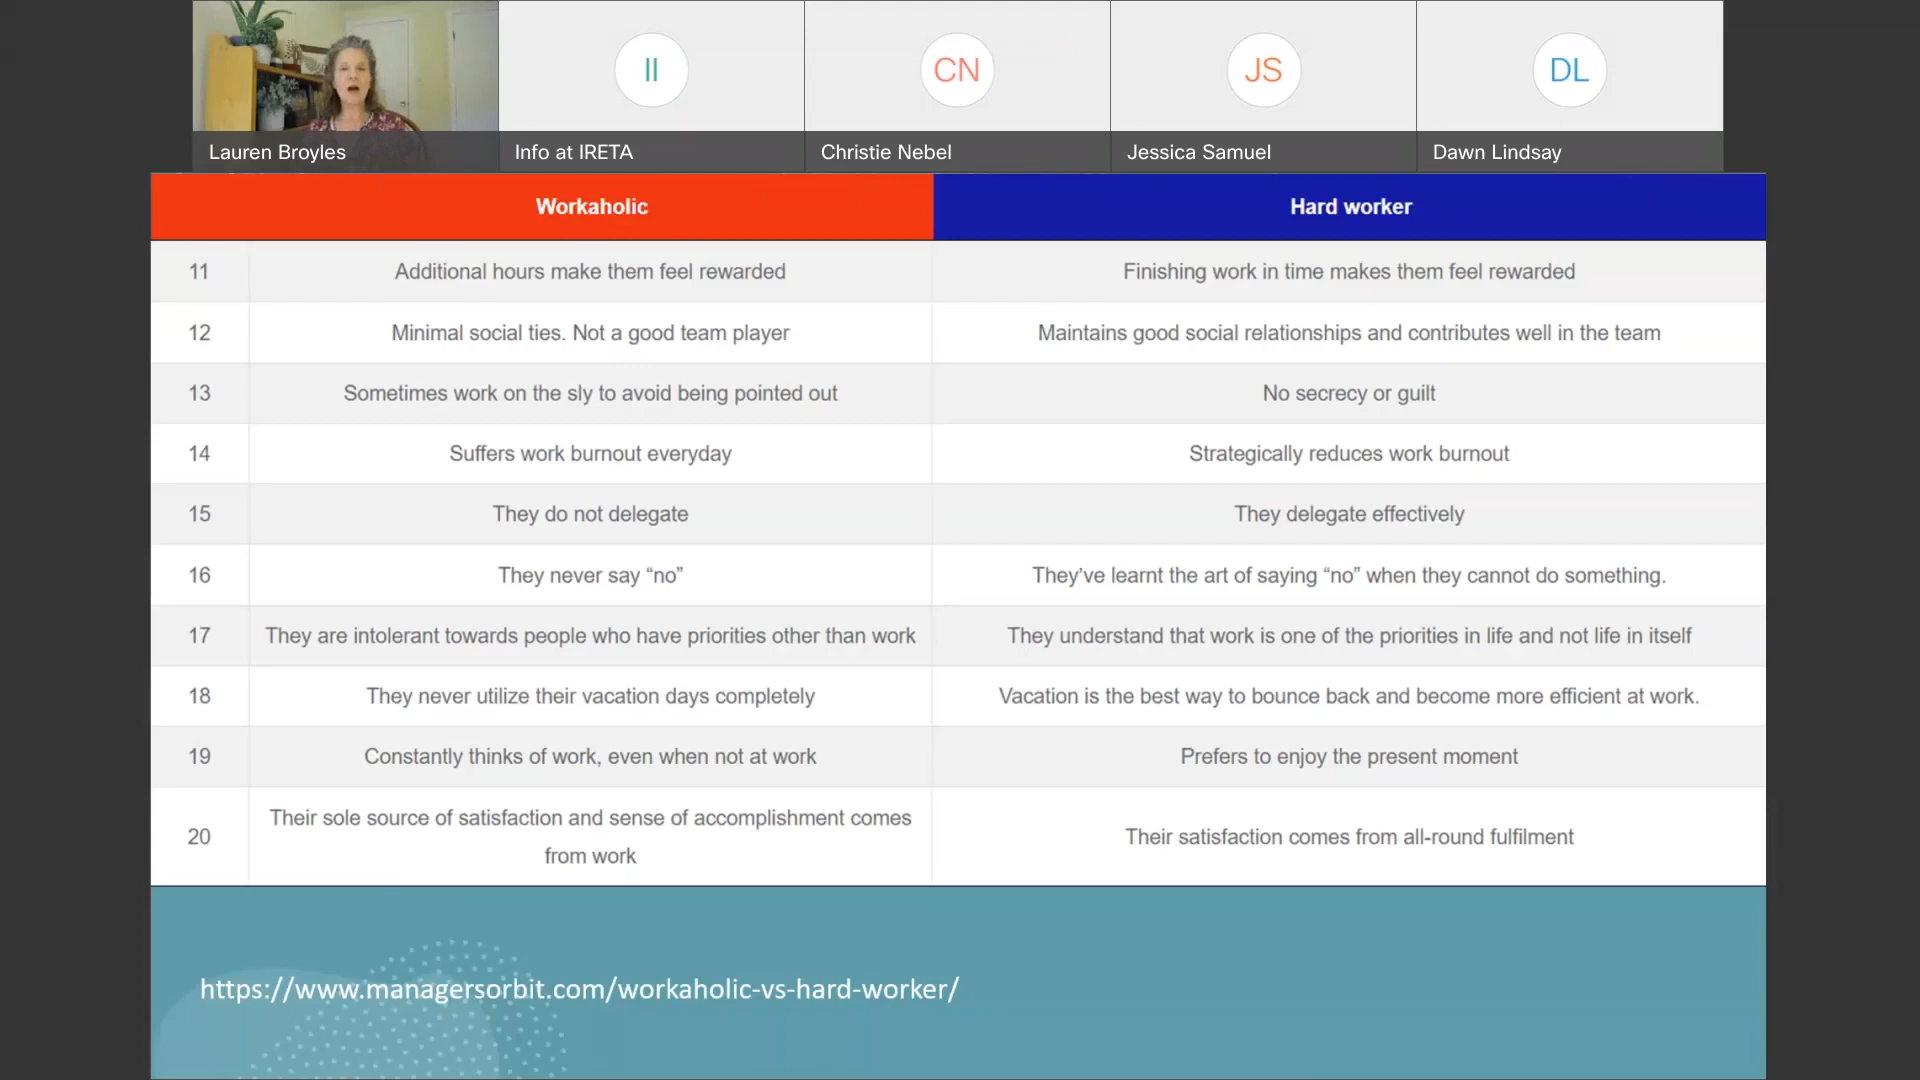 II
CN
JS
DL
Lauren Broyles
Info at IRETA
Christie Nebel
Jessica Samuel
Dawn Lindsay
Workaholic
Hard worker
11
Additional hours make them feel rewarded
Finishing work in time makes them feel rewarded
12
Minimal social ties. Not a good team player
Maintains good social relationships and contributes well in the team
13
Sometimes work on the sly to avoid being pointed out
No secrecy or guilt
14
Suffers work burnout everyday
Strategically reduces work burnout
15
They do not delegate
They delegate effectively
16
They never say “no”
They’ve learnt the art of saying “no” when they cannot do something.
17
They are intolerant towards people who have priorities other than work
They understand that work is one of the priorities in life and not life in itself
18
They never utilize their vacation days completely
Vacation is the best way to bounce back and become more efficient at work.
19
Constantly thinks of work, even when not at work
Prefers to enjoy the present moment
20
Their sole source of satisfaction and sense of accomplishment comes
from work
Their satisfaction comes from all-round fulfilment
https://www.managersorbit.com/workaholic-vs-hard-worker/